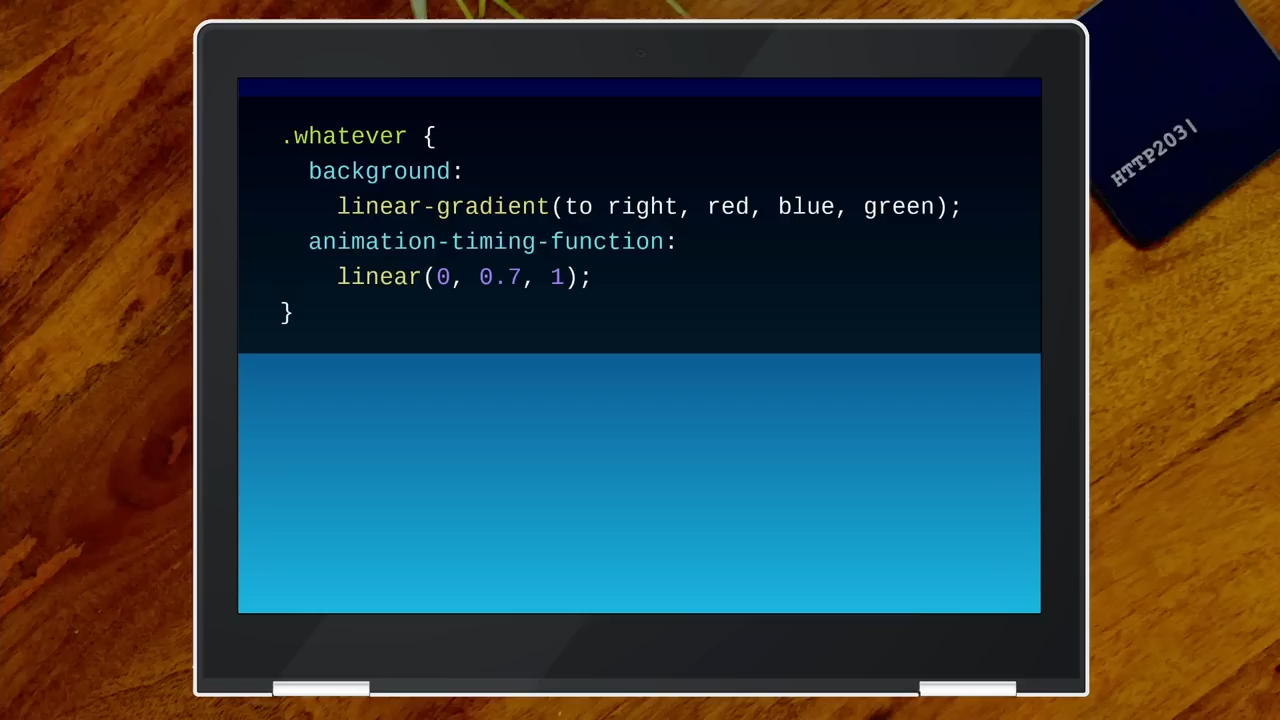 .whatever {
  background:
    linear-gradient(to right, red, blue, green);
  animation-timing-function:
    linear(0, 0.7, 1);
}
HTTP203|